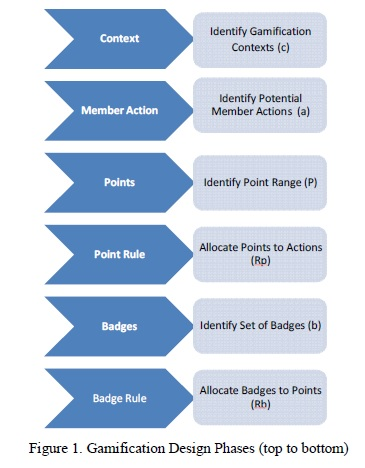 Context
Identify Gamification
Contexts (c)
Member Action
Identify Potential
Member Actions (a)
Points
Identify Point Range (P)
Point Rule
Allocate Points to Actions
(Rp)
Badges
Identify Set of Badges (b)
Badge Rule
Allocate Badges to Points
(Rb)
Figure 1. Gamification Design Phases (top to bottom)